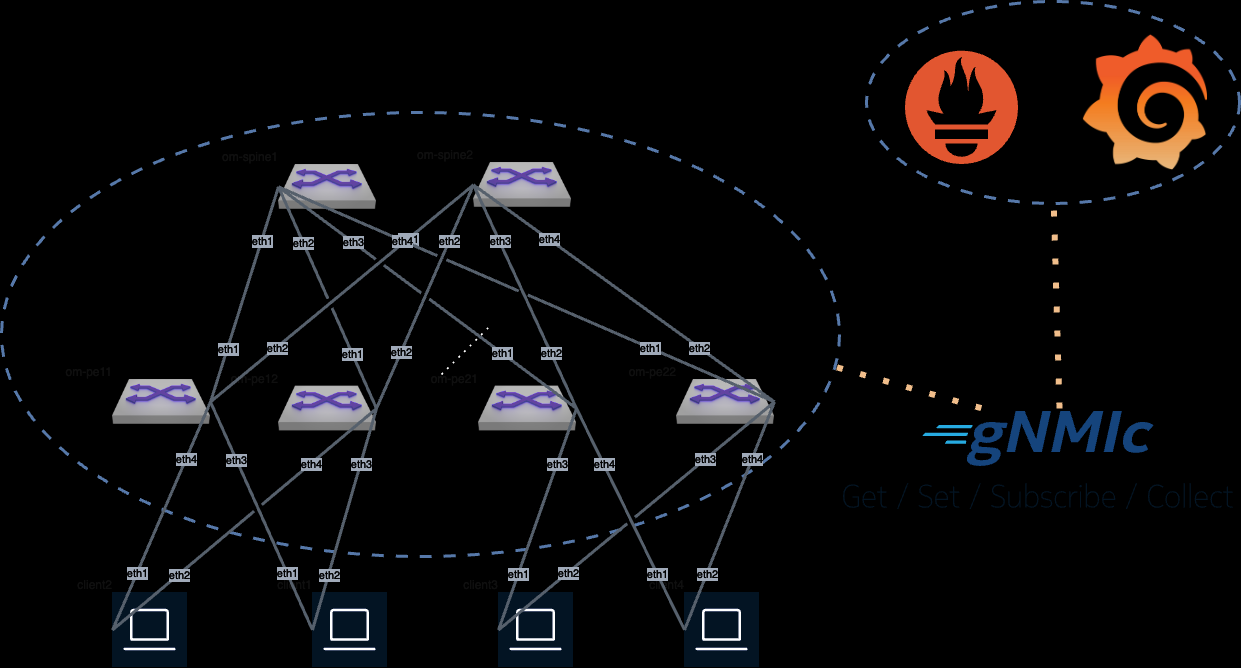 om-spine1
om-spine2
eth1
eth2
eth3
eth4
eth2
eth3
eth4
eth1
eth2
eth1
eth2
eth1
eth2
eth1
eth2
om-pe11
pe12
om-pe21
om-pe22
eth4
eth3
eth4
eth3
eth3
eth4
eth3
eth4
gNMIc
Get / Set / Subscribe / Collect
eth1
eth2
eth1
eth2
eth1
eth2
eth1
eth2
client2
client3